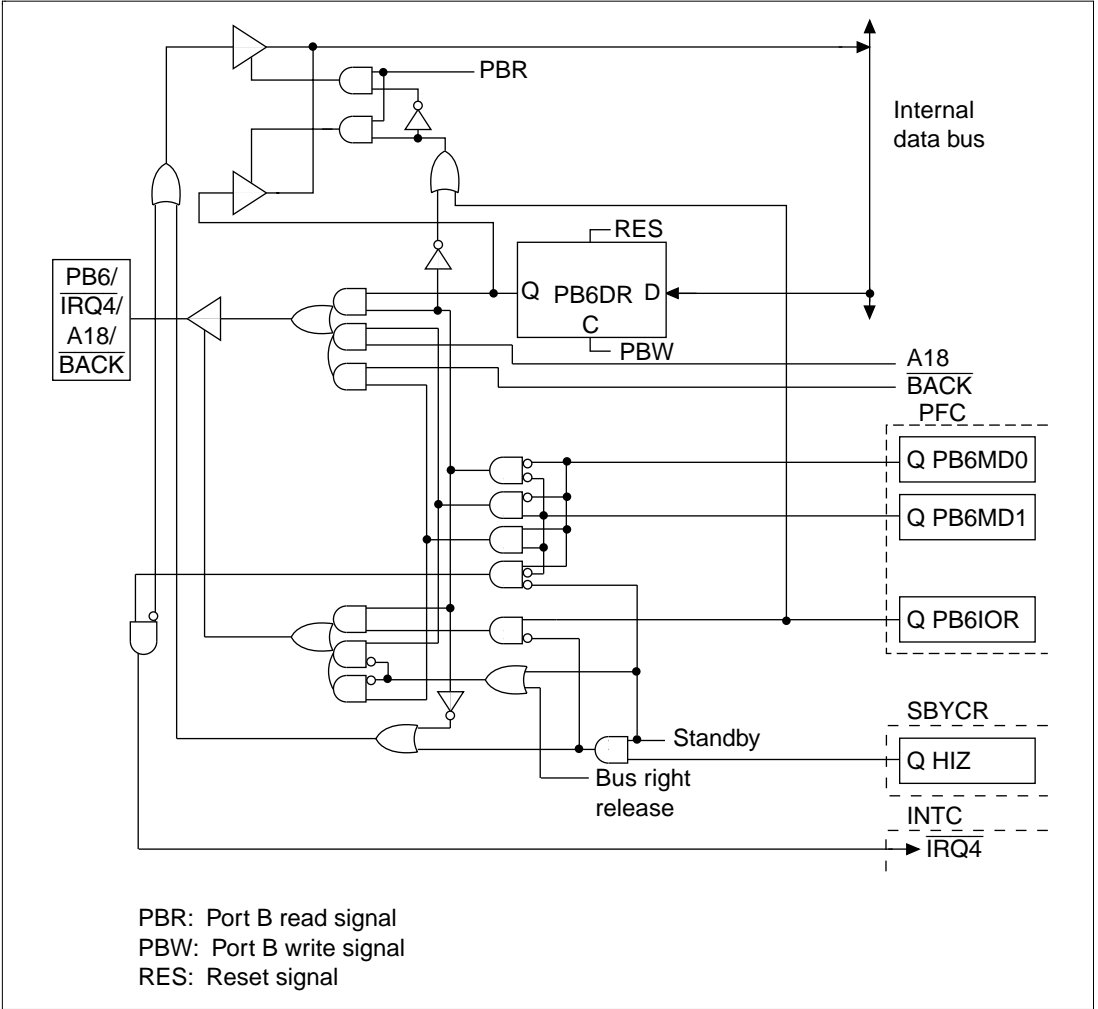 PBR
Internal
data bus
RES
Q PB6DR D
C
PBW
PB6/
IRQ4/
A18/
BACK
A18
BACK
PFC
Q PB6MD0
Q PB6MD1
Q PB6IOR
SBYCR
Standby
Q HIZ
Bus right
release
INTC
IRQ4
PBR: Port B read signal
PBW: Port B write signal
RES: Reset signal